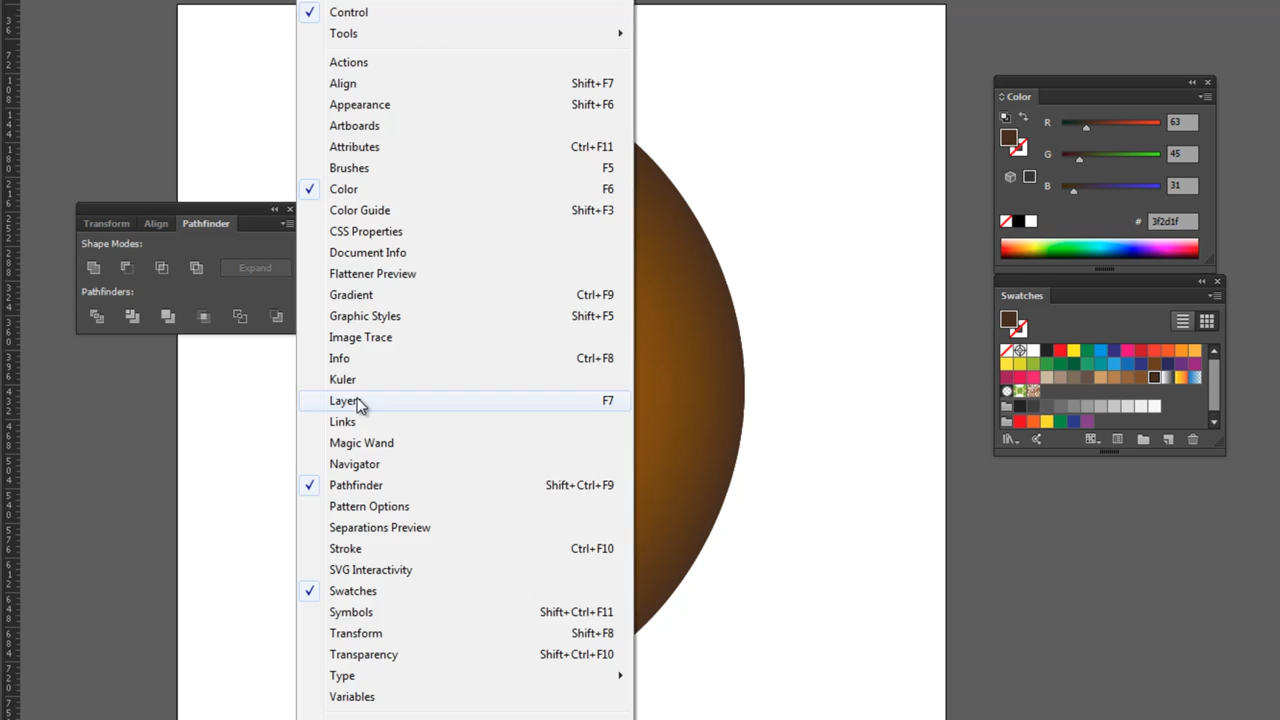 Control
Tools
Actions
Align Shift+F7
Appearance Shift+F6
Artboards
Attributes Ctrl+F11
Brushes F5
Color F6
Color Guide Shift+F3
CSS Properties
Document Info
Flattener Preview
Gradient Ctrl+F9
Graphic Styles Shift+F5
Image Trace
Info Ctrl+F8
Kuler
Layers F7
Links
Magic Wand
Navigator
Pathfinder Shift+Ctrl+F9
Pattern Options
Separations Preview
Stroke Ctrl+F10
SVG Interactivity
Swatches
Symbols Shift+Ctrl+F11
Transform Shift+F8
Transparency Shift+Ctrl+F10
Type
Variables
Transform Align Pathfinder
Shape Modes:
Expand
Pathfinders:
Color
R 63
G 45
B 31
# 3f2d1f
Swatches